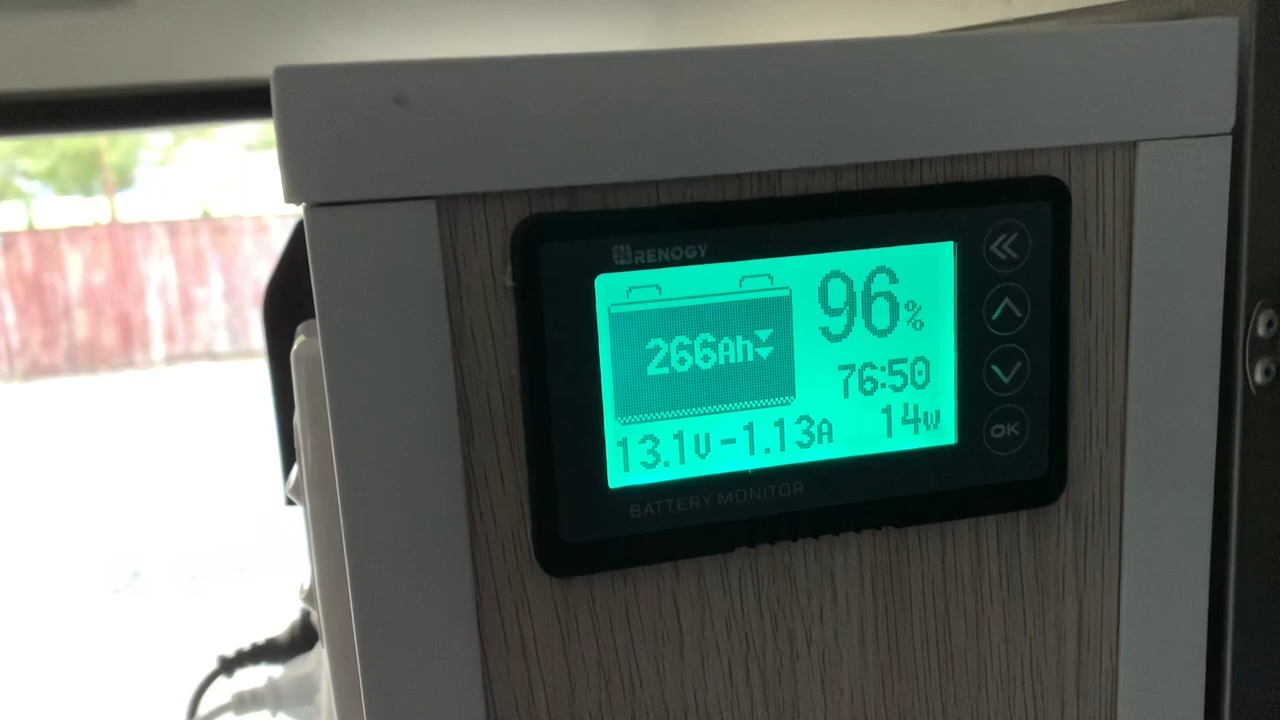 RENOGY
266Ah
96%
76:50
13.1V -1.13A 14w
BATTERY MONITOR
OK